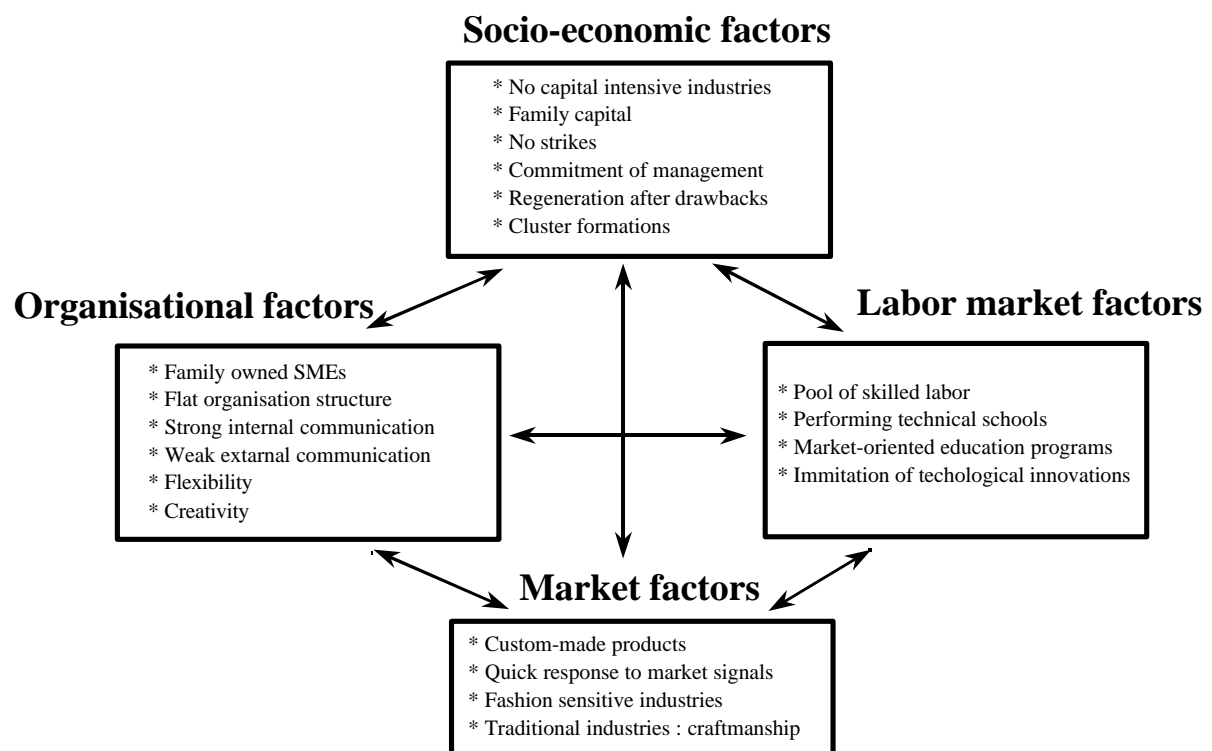 Socio-economic factors
* No capital intensive industries
* Family capital
* No strikes
* Commitment of management
* Regeneration after drawbacks
* Cluster formations
Organisational factors
* Family owned SMEs
* Flat organisation structure
* Strong internal communication
* Weak extarnal communication
* Flexibility
* Creativity
Labor market factors
* Pool of skilled labor
* Performing technical schools
* Market-oriented education programs
* Immitation of techological innovations
Market factors
* Custom-made products
* Quick response to market signals
* Fashion sensitive industries
* Traditional industries : craftmanship